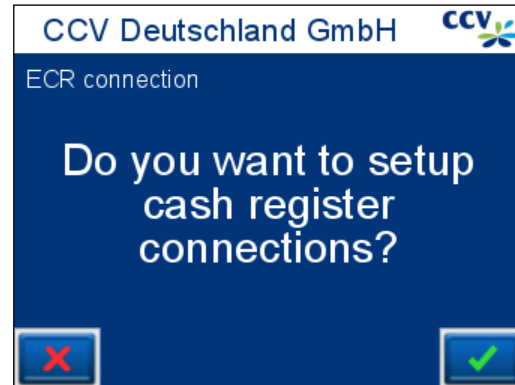 CCV Deutschland GmbH
CCV
ECR connection
Do you want to setup
cash register
connections?